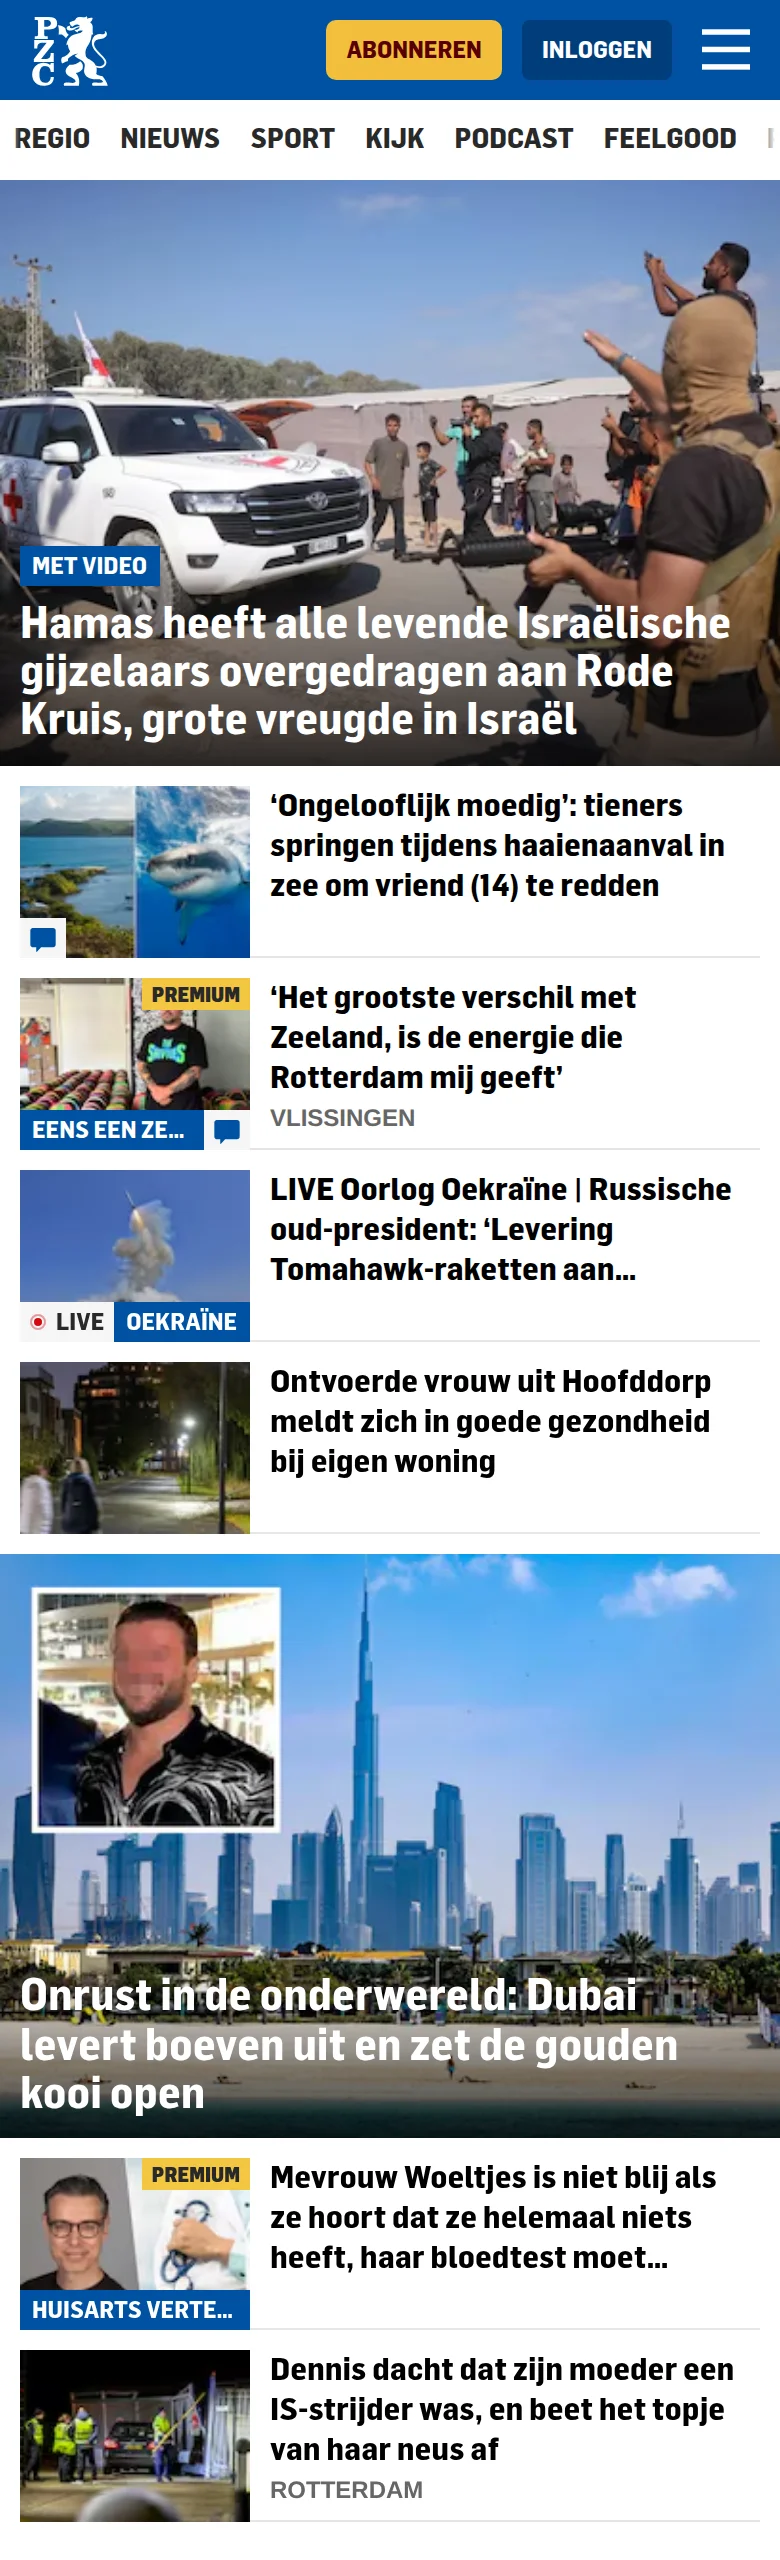 PZC
ABONNEREN
INLOGGEN
REGIO NIEUWS SPORT KIJK PODCAST FEELGOOD
MET VIDEO
Hamas heeft alle levende Israëlische
gijzelaars overgedragen aan Rode
Kruis, grote vreugde in Israël
‘Ongelooflijk moedig’: tieners
springen tijdens haaienaanval in
zee om vriend (14) te redden
PREMIUM
EENS EEN ZE...
‘Het grootste verschil met
Zeeland, is de energie die
Rotterdam mij geeft’
VLISSINGEN
LIVE OEKRAÏNE
LIVE Oorlog Oekraïne | Russische
oud-president: ‘Levering
Tomahawk-raketten aan...
Ontvoerde vrouw uit Hoofddorp
meldt zich in goede gezondheid
bij eigen woning
Onrust in de onderwereld: Dubai
levert boeven uit en zet de gouden
kooi open
PREMIUM
HUISARTS VERTE...
Mevrouw Woeltjes is niet blij als
ze hoort dat ze helemaal niets
heeft, haar bloedtest moet...
Dennis dacht dat zijn moeder een
IS-strijder was, en beet het topje
van haar neus af
ROTTERDAM